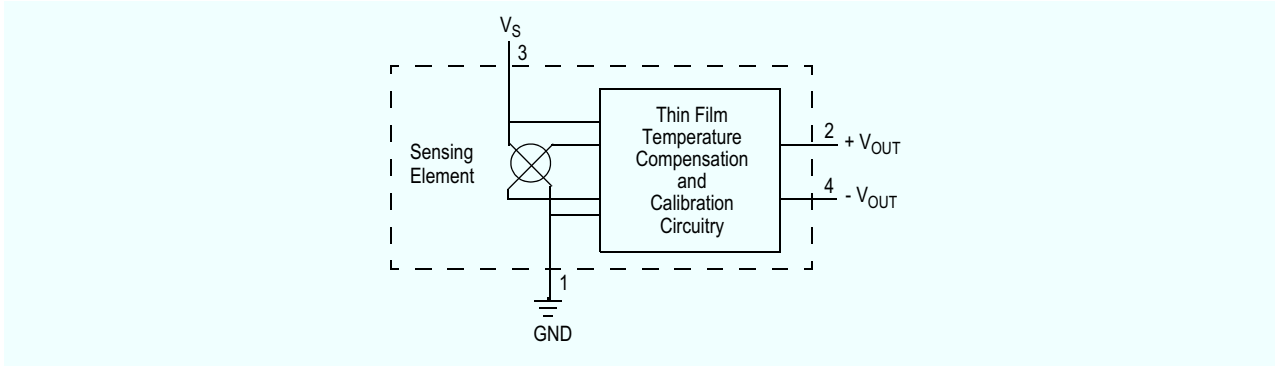 VS
3
Sensing
Element
Thin Film
Temperature
Compensation
and
Calibration
Circuitry
2
+ VOUT
4
- VOUT
1
GND